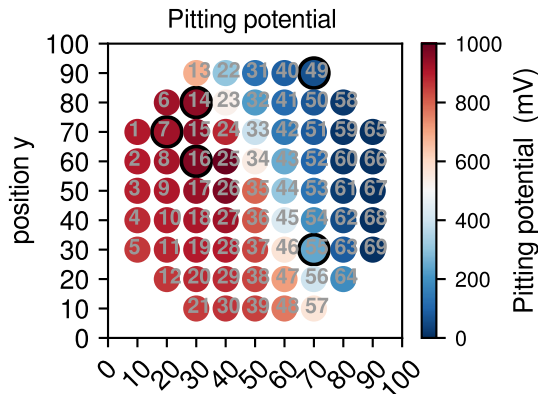 Pitting potential
100
90
80
70
60
50
40
30
20
10
0
position y
13 22 31 40 49
6 14 23 32 41 50 58
1 7 15 24 33 42 51 59 65
2 8 16 25 34 43 52 60 66
3 9 17 26 35 44 53 61 67
4 10 18 27 36 45 54 62 68
5 11 19 28 37 46 55 63 69
12 20 29 38 47 56 64
21 30 39 48 57
0 10 20 30 40 50 60 70 80 90 100
1000
800
600
400
200
0
Pitting potential (mV)